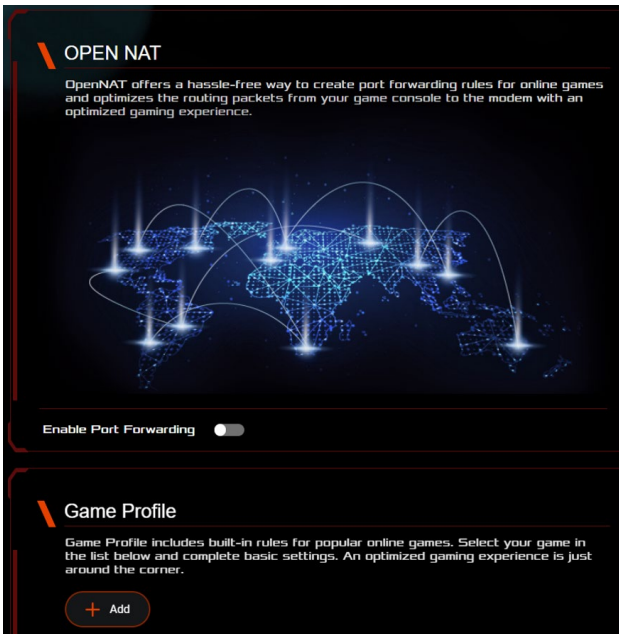 OPEN NAT
OpenNAT offers a hassle-free way to create port forwarding rules for online games
and optimizes the routing packets from your game console to the modem with an
optimized gaming experience.
Enable Port Forwarding
Game Profile
Game Profile includes built-in rules for popular online games. Select your game in
the list below and complete basic settings. An optimized gaming experience is just
around the corner.
+ Add